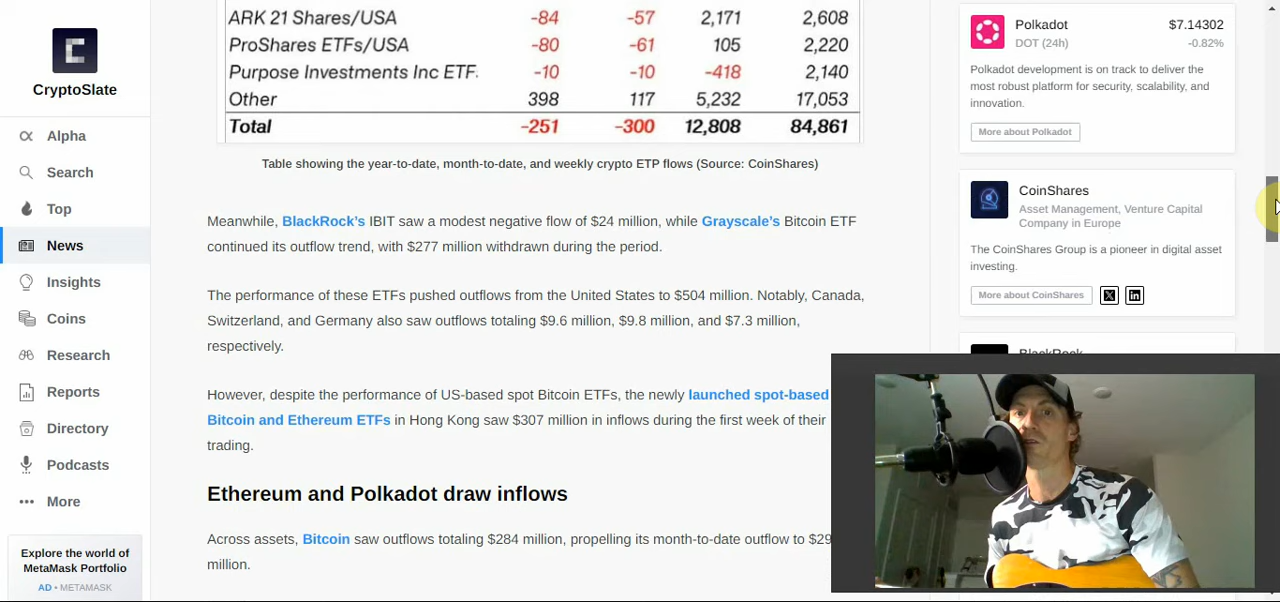 CryptoSlate
Alpha
Search
Top
News
Insights
Coins
Research
Reports
Directory
Podcasts
More
Explore the world of
MetaMask Portfolio
AD • METAMASK
ARK 21 Shares/USA -84 -57 2,171 2,608
ProShares ETFs/USA -80 -61 105 2,220
Purpose Investments Inc ETF. -10 -10 -418 2,140
Other 398 117 5,232 17,053
Total -251 -300 12,808 84,861
Table showing the year-to-date, month-to-date, and weekly crypto ETP flows (Source: CoinShares)
Meanwhile, BlackRock's IBIT saw a modest negative flow of $24 million, while Grayscale's Bitcoin ETF
continued its outflow trend, with $277 million withdrawn during the period.
The performance of these ETFs pushed outflows from the United States to $504 million. Notably, Canada,
Switzerland, and Germany also saw outflows totaling $9.6 million, $9.8 million, and $7.3 million,
respectively.
However, despite the performance of US-based spot Bitcoin ETFs, the newly launched spot-based
Bitcoin and Ethereum ETFs in Hong Kong saw $307 million in inflows during the first week of their
trading.
Ethereum and Polkadot draw inflows
Across assets, Bitcoin saw outflows totaling $284 million, propelling its month-to-date outflow to $29
million.
Polkadot $7.14302
DOT (24h) -0.82%
Polkadot development is on track to deliver the
most robust platform for security, scalability, and
innovation.
More about Polkadot
CoinShares
Asset Management, Venture Capital
Company in Europe
The CoinShares Group is a pioneer in digital asset
investing.
More about CoinShares
BlackRock